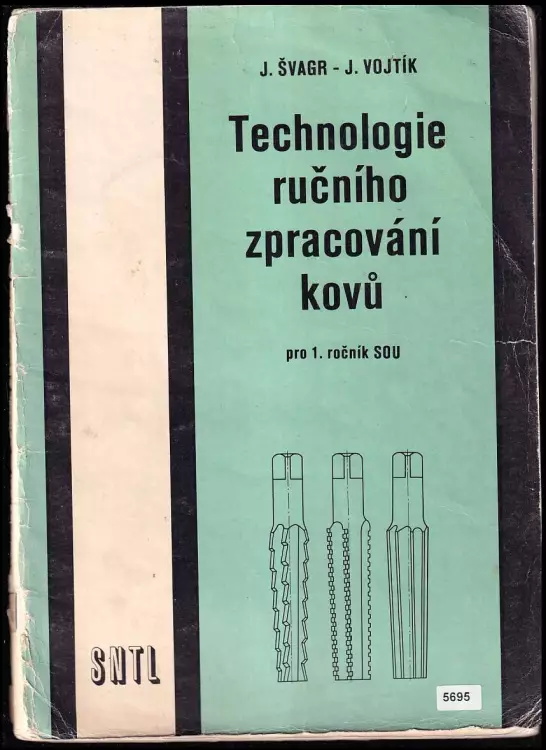 J. ŠVAGR - J. VOJTÍK
Technologie
ručního
zpracování
kovů
pro 1. ročník SOU
SNTL
5695